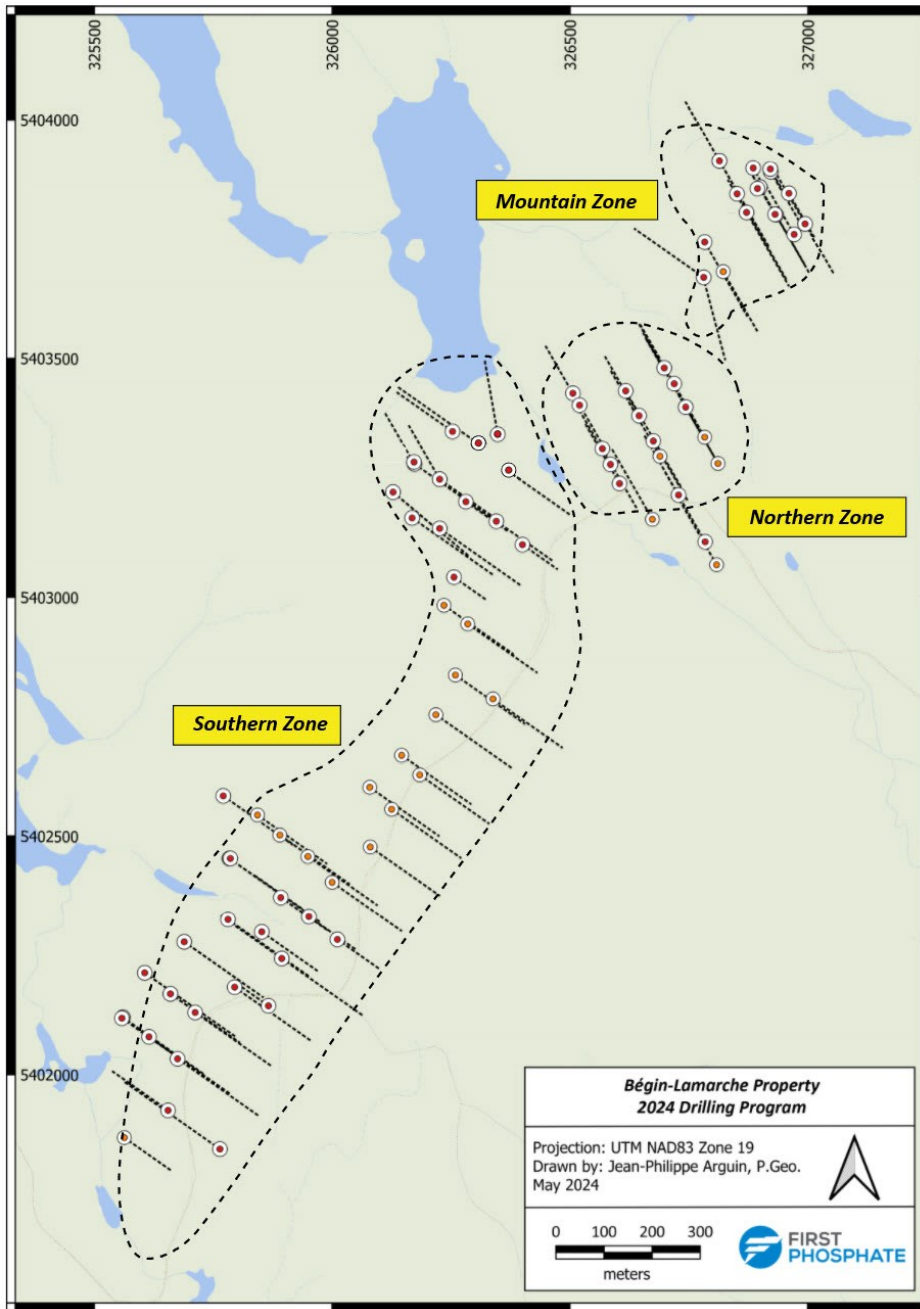 325500
326000
326500
327000
5404000
Mountain Zone
5403500
Northern Zone
5403000
Southern Zone
5402500
5402000
Bégin-Lamarche Property
2024 Drilling Program
Projection: UTM NAD83 Zone 19
Drawn by: Jean-Philippe Arguin, P.Geo.
May 2024
0 100 200 300
meters
FIRST
PHOSPHATE